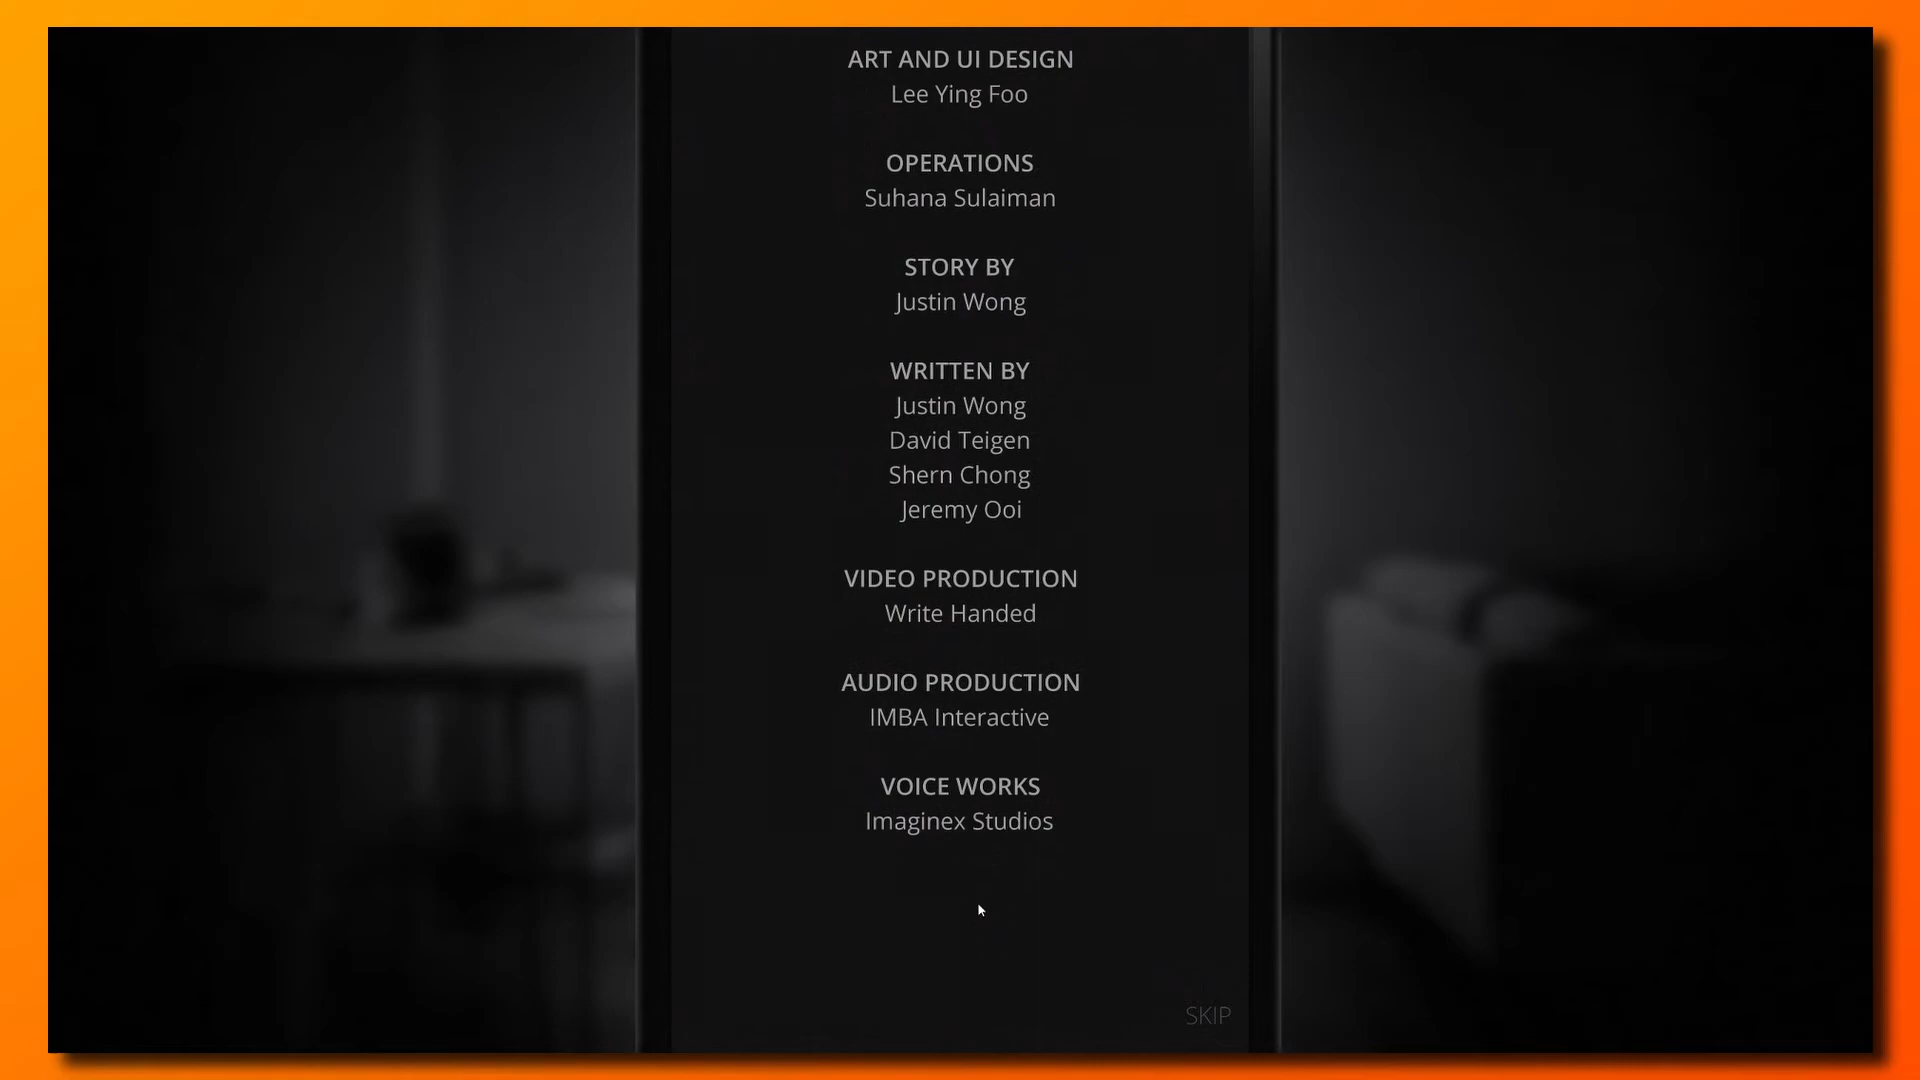 ART AND UI DESIGN
Lee Ying Foo
OPERATIONS
Suhana Sulaiman
STORY BY
Justin Wong
WRITTEN BY
Justin Wong
David Teigen
Shern Chong
Jeremy Ooi
VIDEO PRODUCTION
Write Handed
AUDIO PRODUCTION
IMBA Interactive
VOICE WORKS
Imaginex Studios
SKIP